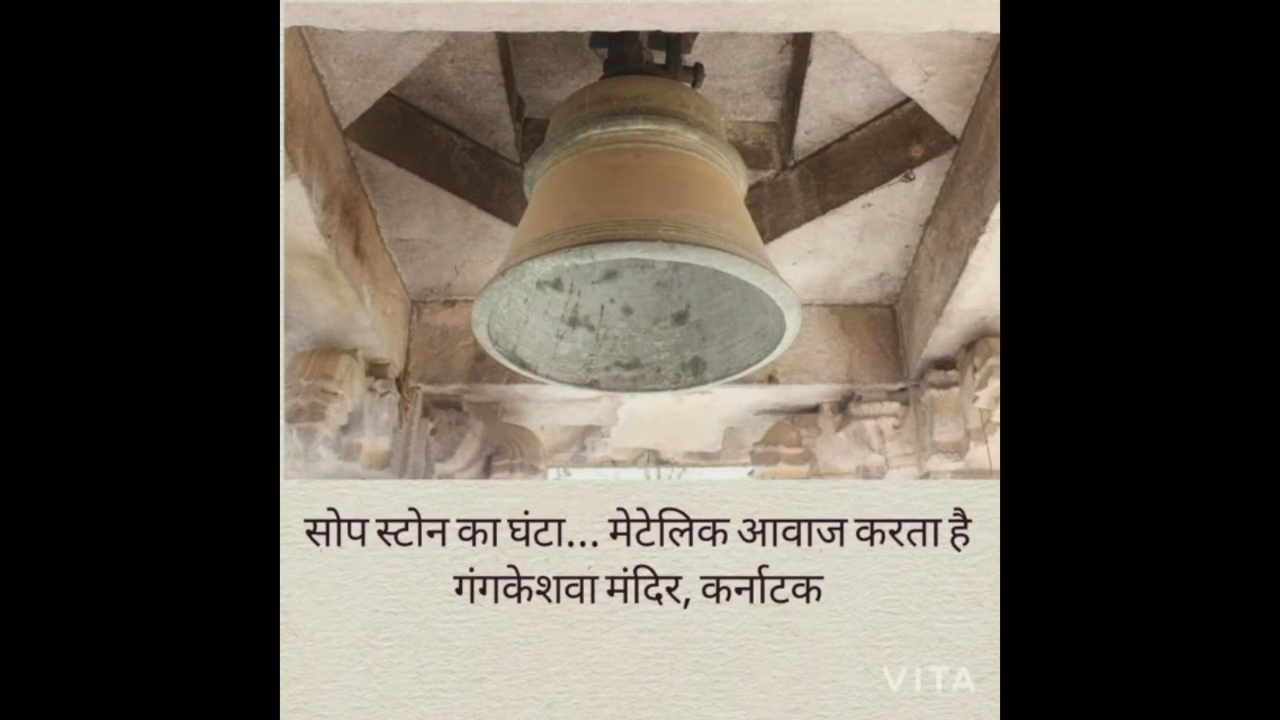 सोप स्टोन का घंटा... मेटेलिक आवाज करता है
गंगकेशवा मंदिर, कर्नाटक
VITA